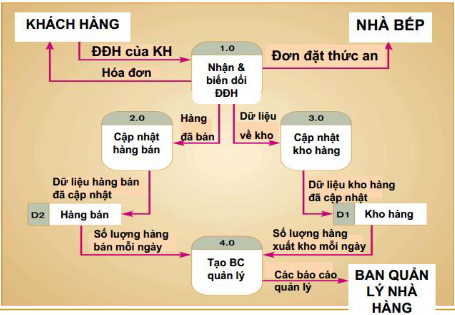 KHÁCH HÀNG
NHÀ BẾP
ĐĐH của KH
1.0
Hóa đơn
Nhận &
biến dổi
ĐĐH
Đơn đặt thức an
2.0
Hàng
đã bán
Dữ liệu
về kho
3.0
Cập nhật
hàng bán
Cập nhật
kho hàng
Dữ liệu hàng bán
đã cập nhật
Dữ liệu kho hàng
đã cập nhật
D2
Hàng bán
D1
Kho hàng
Số lượng hàng
bán mỗi ngày
4.0
Số lượng hàng
xuất kho mỗi ngày
Tạo BC
quản lý
Các báo cáo
quản lý
BAN QUẢN
LÝ NHÀ
HÀNG